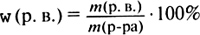 w(р. в.) = m(р. в.) / m(р-ра) · 100%